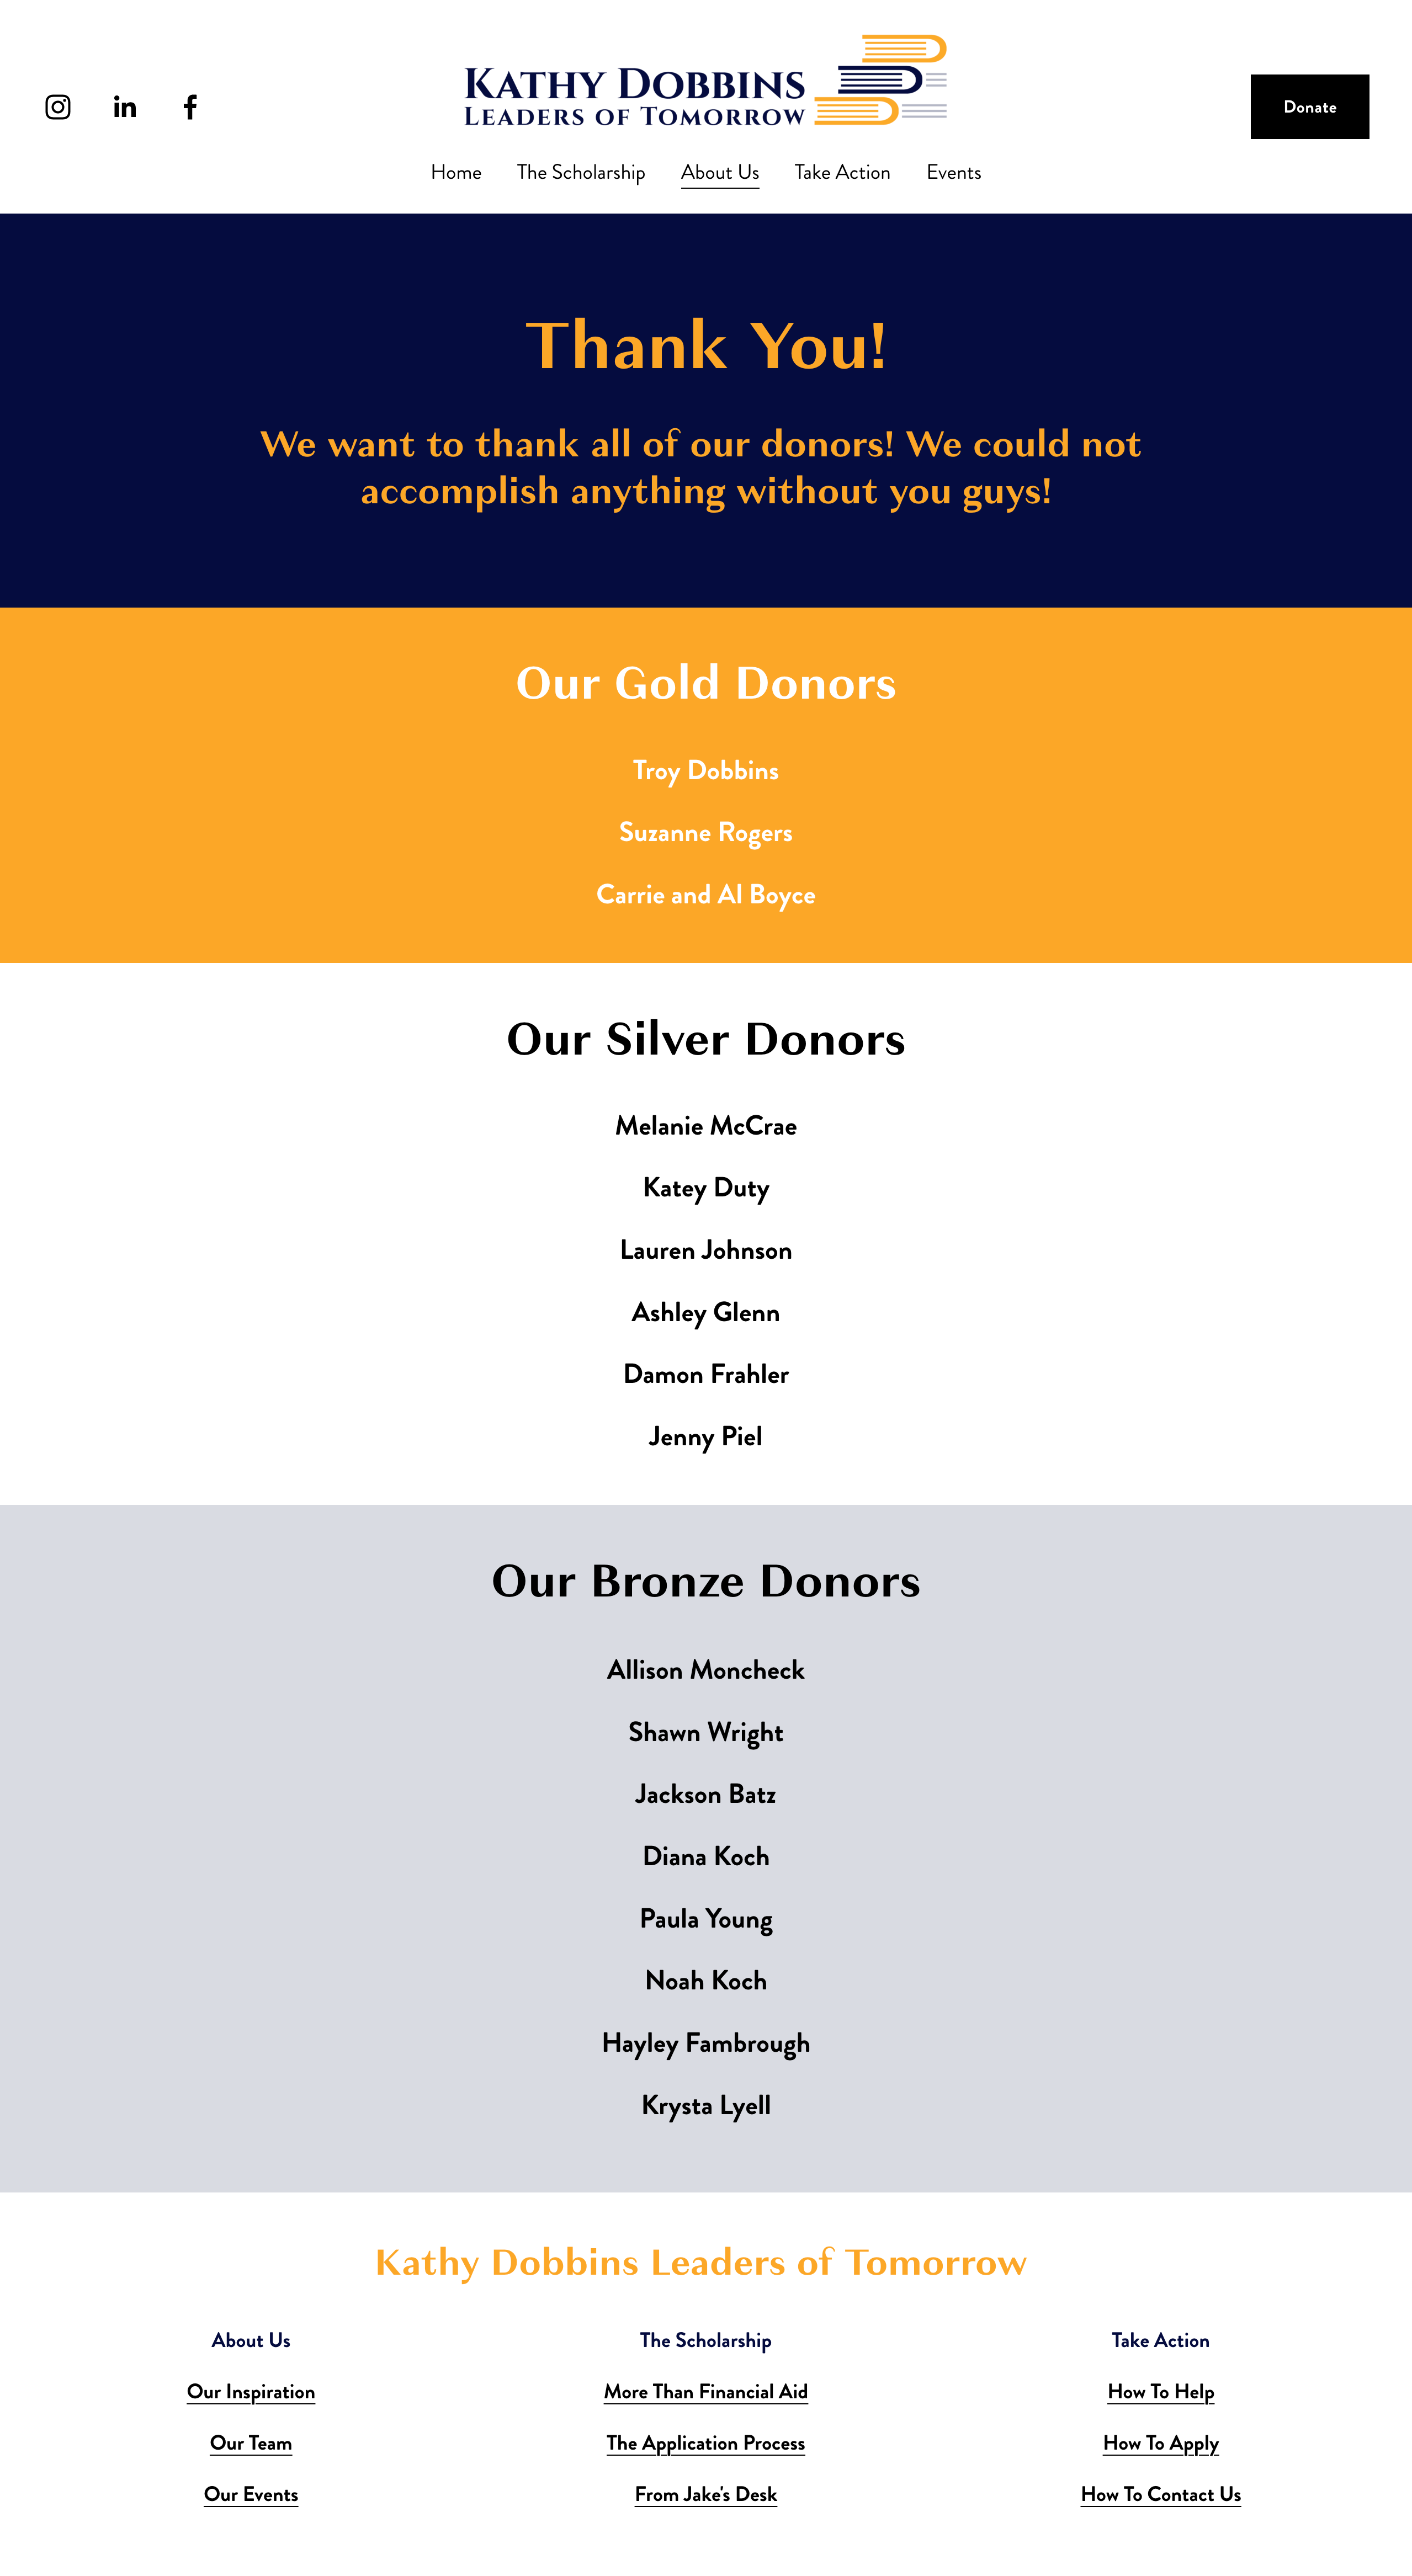 Kathy Dobbins
Leaders of Tomorrow
Donate
Home The Scholarship About Us Take Action Events
Thank You!
We want to thank all of our donors! We could not
accomplish anything without you guys!
Our Gold Donors
Troy Dobbins
Suzanne Rogers
Carrie and Al Boyce
Our Silver Donors
Melanie McCrae
Katey Duty
Lauren Johnson
Ashley Glenn
Damon Frahler
Jenny Piel
Our Bronze Donors
Allison Moncheck
Shawn Wright
Jackson Batz
Diana Koch
Paula Young
Noah Koch
Hayley Fambrough
Krysta Lyell
Kathy Dobbins Leaders of Tomorrow
About Us
Our Inspiration
Our Team
Our Events
The Scholarship
More Than Financial Aid
The Application Process
From Jake's Desk
Take Action
How To Help
How To Apply
How To Contact Us